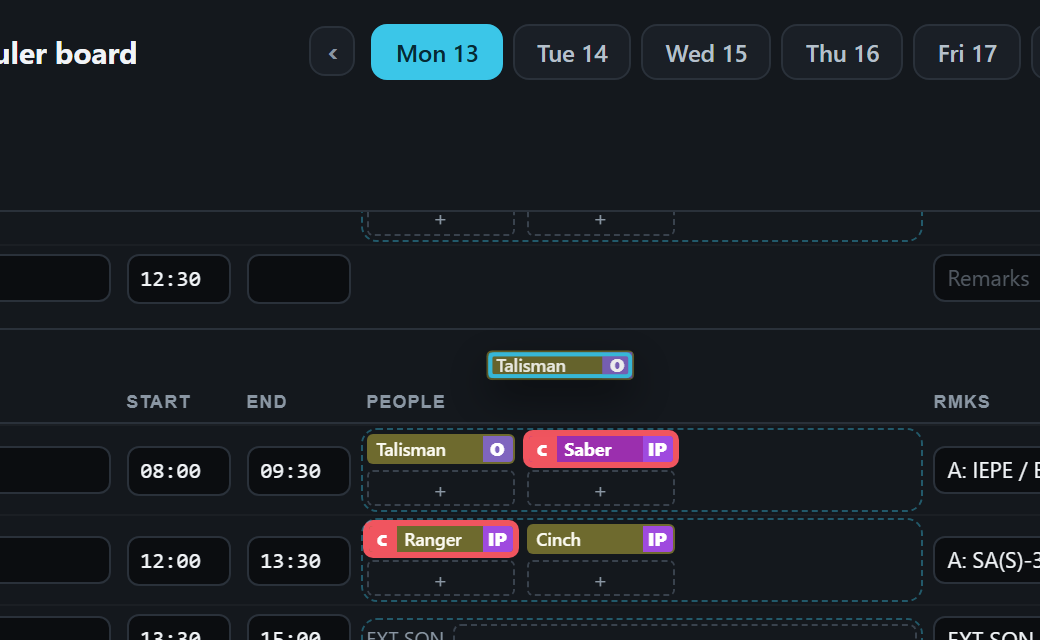 uler board ‹ Mon 13 Tue 14 Wed 15 Thu 16 Fri 17
+ +
12:30 Remarks
Talisman O
START END PEOPLE RMKS
08:00 09:30 Talisman O c Saber IP A: IEPE /
+ +
12:00 13:30 c Ranger IP Cinch IP A: SA(S)-3
+ +
13:30 15:00 EXT SON EXT SON